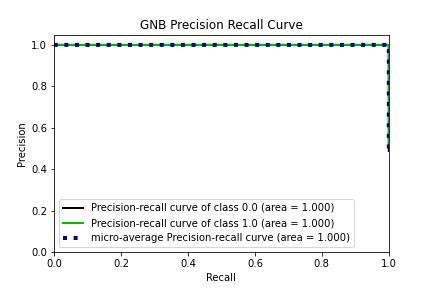 GNB Precision Recall Curve
1.0
0.8
0.6
0.4
0.2
0.0
Precision
Precision-recall curve of class 0.0 (area = 1.000)
Precision-recall curve of class 1.0 (area = 1.000)
micro-average Precision-recall curve (area = 1.000)
0.0 0.2 0.4 0.6 0.8 1.0
Recall